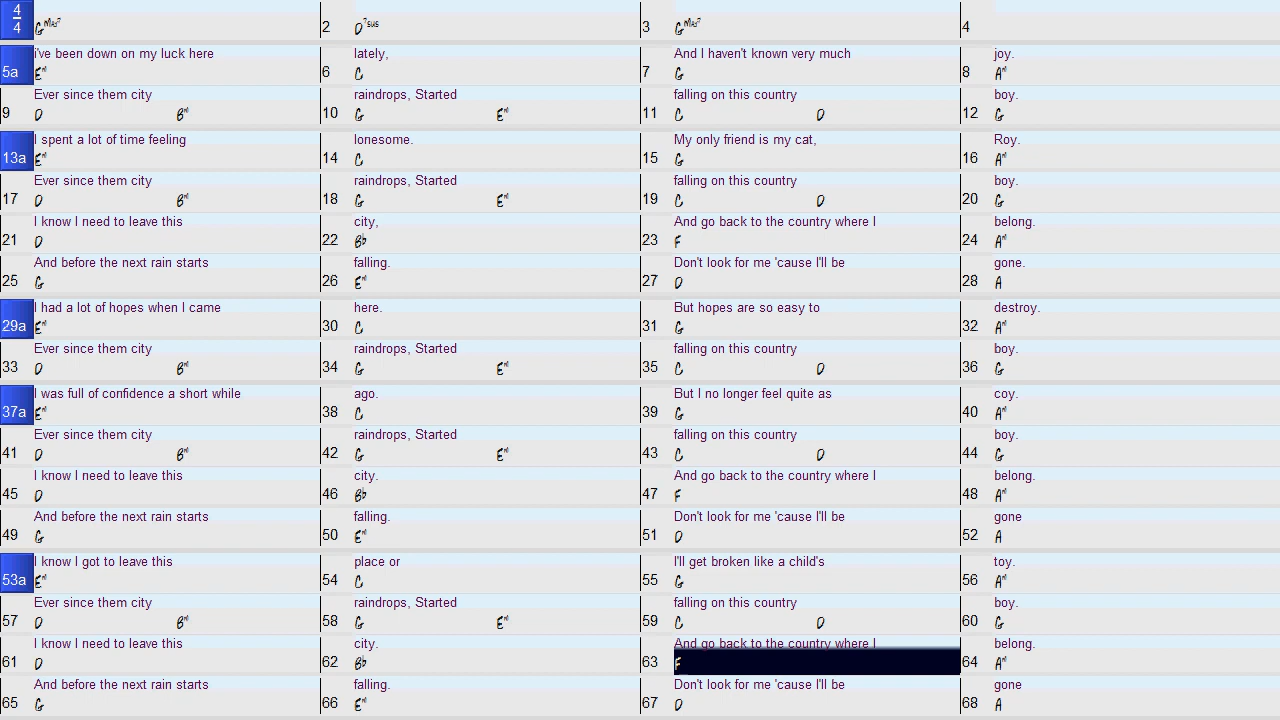 4/4 GMaj7 2 D7sus 3 GMaj7 4
i've been down on my luck here lately, And I haven't known very much joy.
5a Em 6 C 7 G 8 Am
Ever since them city raindrops, Started falling on this country boy.
9 D Bm 10 G Em 11 C D 12 G
I spent a lot of time feeling lonesome. My only friend is my cat, Roy.
13a Em 14 C 15 G 16 Am
Ever since them city raindrops, Started falling on this country boy.
17 D Bm 18 G Em 19 C D 20 G
I know I need to leave this city, And go back to the country where I belong.
21 D 22 Bb 23 F 24 Am
And before the next rain starts falling. Don't look for me 'cause I'll be gone.
25 G 26 Em 27 D 28 A
I had a lot of hopes when I came here. But hopes are so easy to destroy.
29a Em 30 C 31 G 32 Am
Ever since them city raindrops, Started falling on this country boy.
33 D Bm 34 G Em 35 C D 36 G
I was full of confidence a short while ago. But I no longer feel quite as coy.
37a Em 38 C 39 G 40 Am
Ever since them city raindrops, Started falling on this country boy.
41 D Bm 42 G Em 43 C D 44 G
I know I need to leave this city. And go back to the country where I belong.
45 D 46 Bb 47 F 48 Am
And before the next rain starts falling. Don't look for me 'cause I'll be gone
49 G 50 Em 51 D 52 A
I know I got to leave this place or I'll get broken like a child's toy.
53a Em 54 C 55 G 56 Am
Ever since them city raindrops, Started falling on this country boy.
57 D Bm 58 G Em 59 C D 60 G
I know I need to leave this city. And go back to the country where I belong.
61 D 62 Bb 63 F 64 Am
And before the next rain starts falling. Don't look for me 'cause I'll be gone
65 G 66 Em 67 D 68 A